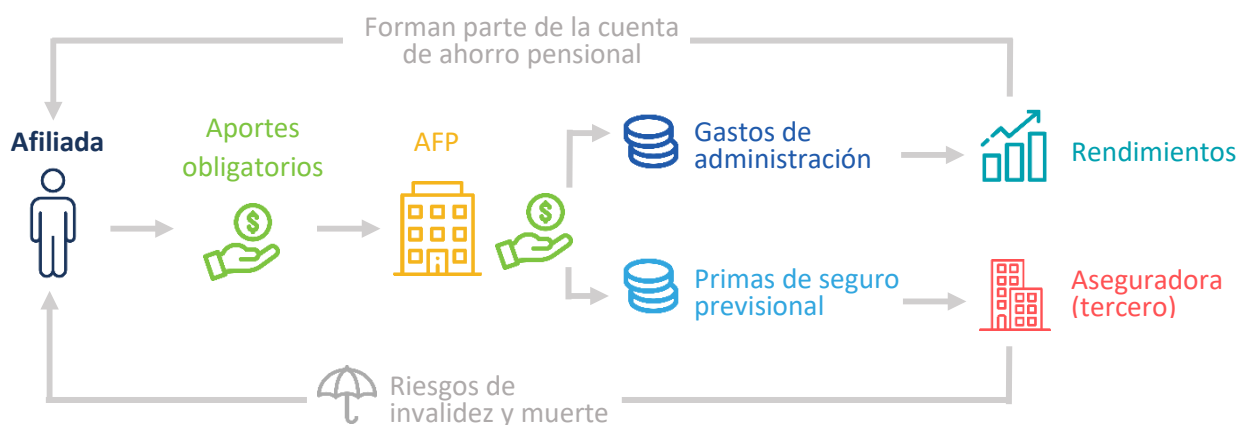 Forman parte de la cuenta
de ahorro pensional
Afiliada
Aportes
obligatorios
$
AFP
$
Gastos de
administración
Rendimientos
Primas de seguro
previsional
Aseguradora
(tercero)
Riesgos de
invalidez y muerte